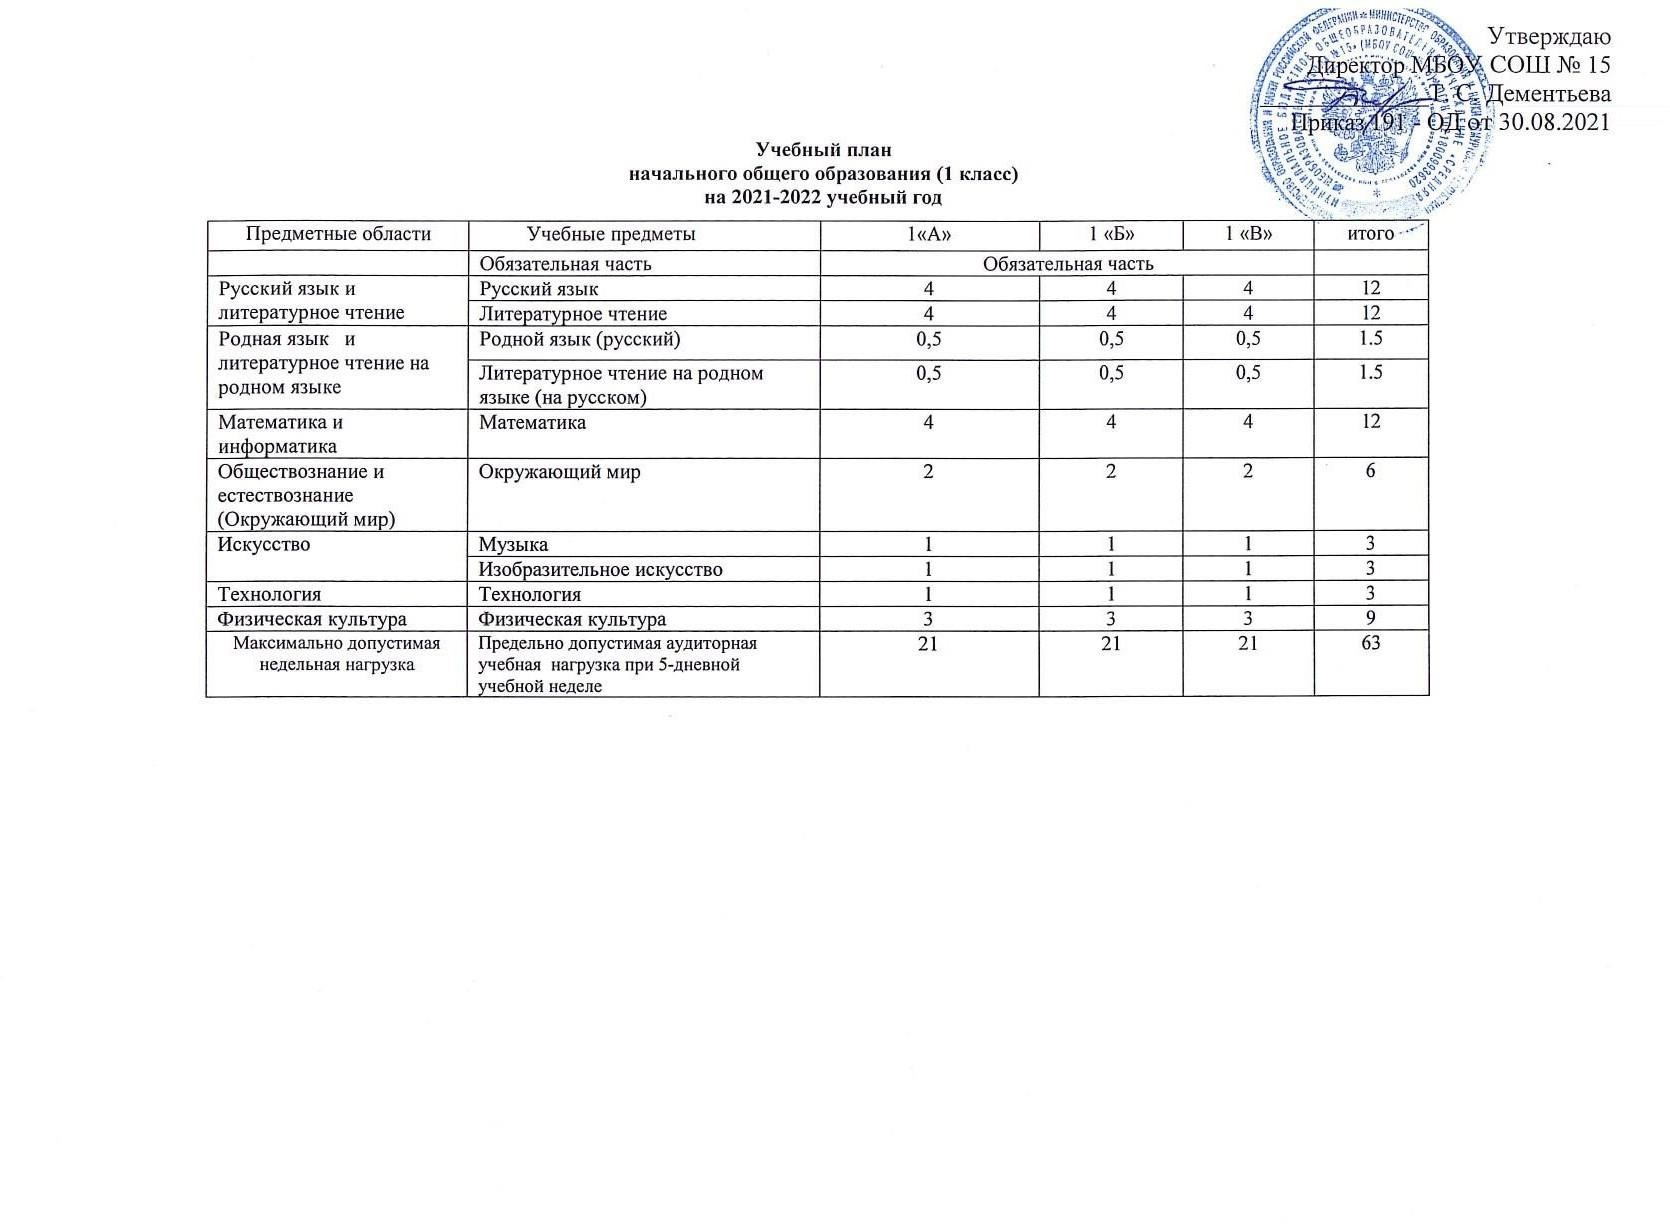 Утверждаю
Директор МБОУ СОШ № 15
Т. С. Дементьева
Приказ 191 - ОД от 30.08.2021
Учебный план
начального общего образования (1 класс)
на 2021-2022 учебный год
Предметные области Учебные предметы 1«А» 1 «Б» 1 «В» итого
Обязательная часть Обязательная часть
Русский язык и
литературное чтение
Русский язык 4 4 4 12
Литературное чтение 4 4 4 12
Родная язык и
литературное чтение на
родном языке
Родной язык (русский) 0,5 0,5 0,5 1.5
Литературное чтение на родном
языке (на русском)
0,5 0,5 0,5 1.5
Математика и
информатика
Математика 4 4 4 12
Обществознание и
естествознание
(Окружающий мир)
Окружающий мир 2 2 2 6
Искусство Музыка 1 1 1 3
Изобразительное искусство 1 1 1 3
Технология Технология 1 1 1 3
Физическая культура Физическая культура 3 3 3 9
Максимально допустимая
недельная нагрузка
Предельно допустимая аудиторная
учебная нагрузка при 5-дневной
учебной неделе
21 21 21 63